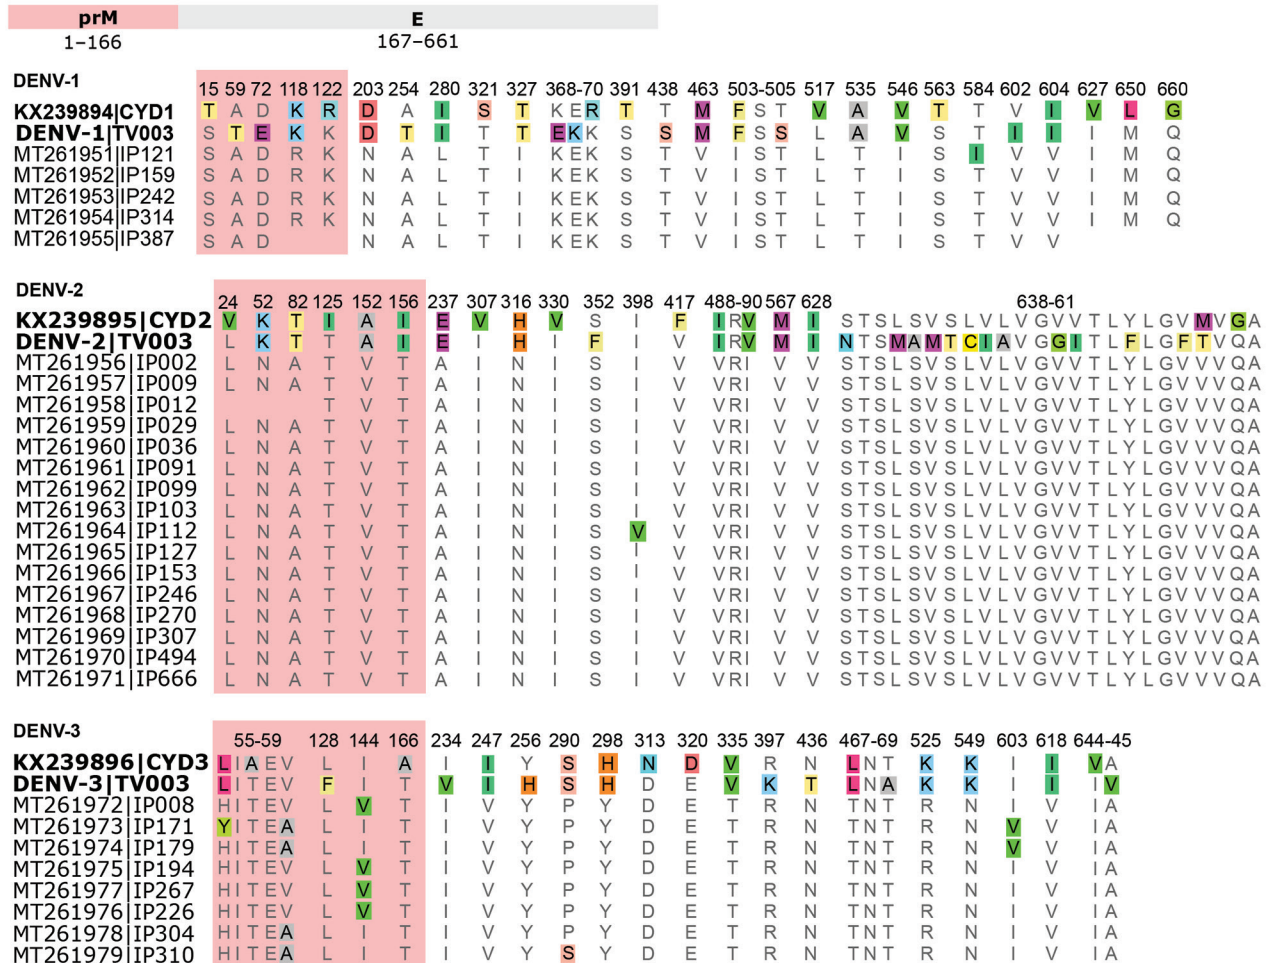 prM E
1–166 167–661
DENV-1
15 59 72 118 122 203 254 280 321 327 368-70 391 438 463 503-505 517 535 546 563 584 602 604 627 650 660
KX239894|CYD1 T A D K R D A I S T K E R T T M F S T V A V T T V I V L G
DENV-1|TV003 S T E K K D T I T T E K K S S M F S S L A V S T I I I M Q
MT261951|IP121 S A D R K N A L T I K E K S T V I S T L T I S I V V I M Q
MT261952|IP159 S A D R K N A L T I K E K S T V I S T L T I S T V V I M Q
MT261953|IP242 S A D R K N A L T I K E K S T V I S T L T I S T V V I M Q
MT261954|IP314 S A D R K N A L T I K E K S T V I S T L T I S T V V I M Q
MT261955|IP387 S A D N A L T I K E K S T V I S T L T I S T V V
DENV-2
24 52 82 125 152 156 237 307 316 330 352 398 417 488-90 567 628 638-61
KX239895|CYD2 V K T I A I E V H V S I F I R V M I S T S L S V S L V L V G V V T L Y L G V M V G A
DENV-2|TV003 L K T T A I E I H I F I V I R V M I N T S M A M T C I A V G G I T L F L G F T V Q A
MT261956|IP002 L N A T V T A I N I S I V V R I V V S T S L S V S L V L V G V V T L Y L G V V V Q A
MT261957|IP009 L N A T V T A I N I S I V V R I V V S T S L S V S L V L V G V V T L Y L G V V V Q A
MT261958|IP012 T V T A I N I S I V V R I V V S T S L S V S L V L V G V V T L Y L G V V V Q A
MT261959|IP029 L N A T V T A I N I S I V V R I V V S T S L S V S L V L V G V V T L Y L G V V V Q A
MT261960|IP036 L N A T V T A I N I S I V V R I V V S T S L S V S L V L V G V V T L Y L G V V V Q A
MT261961|IP091 L N A T V T A I N I S I V V R I V V S T S L S V S L V L V G V V T L Y L G V V V Q A
MT261962|IP099 L N A T V T A I N I S I V V R I V V S T S L S V S L V L V G V V T L Y L G V V V Q A
MT261963|IP103 L N A T V T A I N I S I V V R I V V S T S L S V S L V L V G V V T L Y L G V V V Q A
MT261964|IP112 L N A T V T A I N I S V V V R I V V S T S L S V S L V L V G V V T L Y L G V V V Q A
MT261965|IP127 L N A T V T A I N I S I V V R I V V S T S L S V S L V L V G V V T L Y L G V V V Q A
MT261966|IP153 L N A T V T A I N I S I V V R I V V S T S L S V S L V L V G V V T L Y L G V V V Q A
MT261967|IP246 L N A T V T A I N I S I V V R I V V S T S L S V S L V L V G V V T L Y L G V V V Q A
MT261968|IP270 L N A T V T A I N I S I V V R I V V S T S L S V S L V L V G V V T L Y L G V V V Q A
MT261969|IP307 L N A T V T A I N I S I V V R I V V S T S L S V S L V L V G V V T L Y L G V V V Q A
MT261970|IP494 L N A T V T A I N I S I V V R I V V S T S L S V S L V L V G V V T L Y L G V V V Q A
MT261971|IP666 L N A T V T A I N I S I V V R I V V S T S L S V S L V L V G V V T L Y L G V V V Q A
DENV-3
55-59 128 144 166 234 247 256 290 298 313 320 335 397 436 467-69 525 549 603 618 644-45
KX239896|CYD3 L I A E V L I A I I Y S H N D V R N L N T K K I I V A
DENV-3|TV003 L I T E V F I T V I H S H D E V K T L N A K K I I I V
MT261972|IP008 H I T E V L V T I V Y P Y D E T R N T N T R N I V I A
MT261973|IP171 Y I T E A L I T I V Y P Y D E T R N T N T R N V V I A
MT261974|IP179 H I T E A L I T I V Y P Y D E T R N T N T R N V V I A
MT261975|IP194 H I T E V L V T I V Y P Y D E T R N T N T R N I V I A
MT261977|IP267 H I T E V L V T I V Y P Y D E T R N T N T R N I V I A
MT261976|IP226 H I T E V L V T I V Y P Y D E T R N T N T R N I V I A
MT261978|IP304 H I T E A L I T I V Y P Y D E T R N T N T R N I V I A
MT261979|IP310 H I T E A L I T I V Y S Y D E T R N T N T R N I V I A